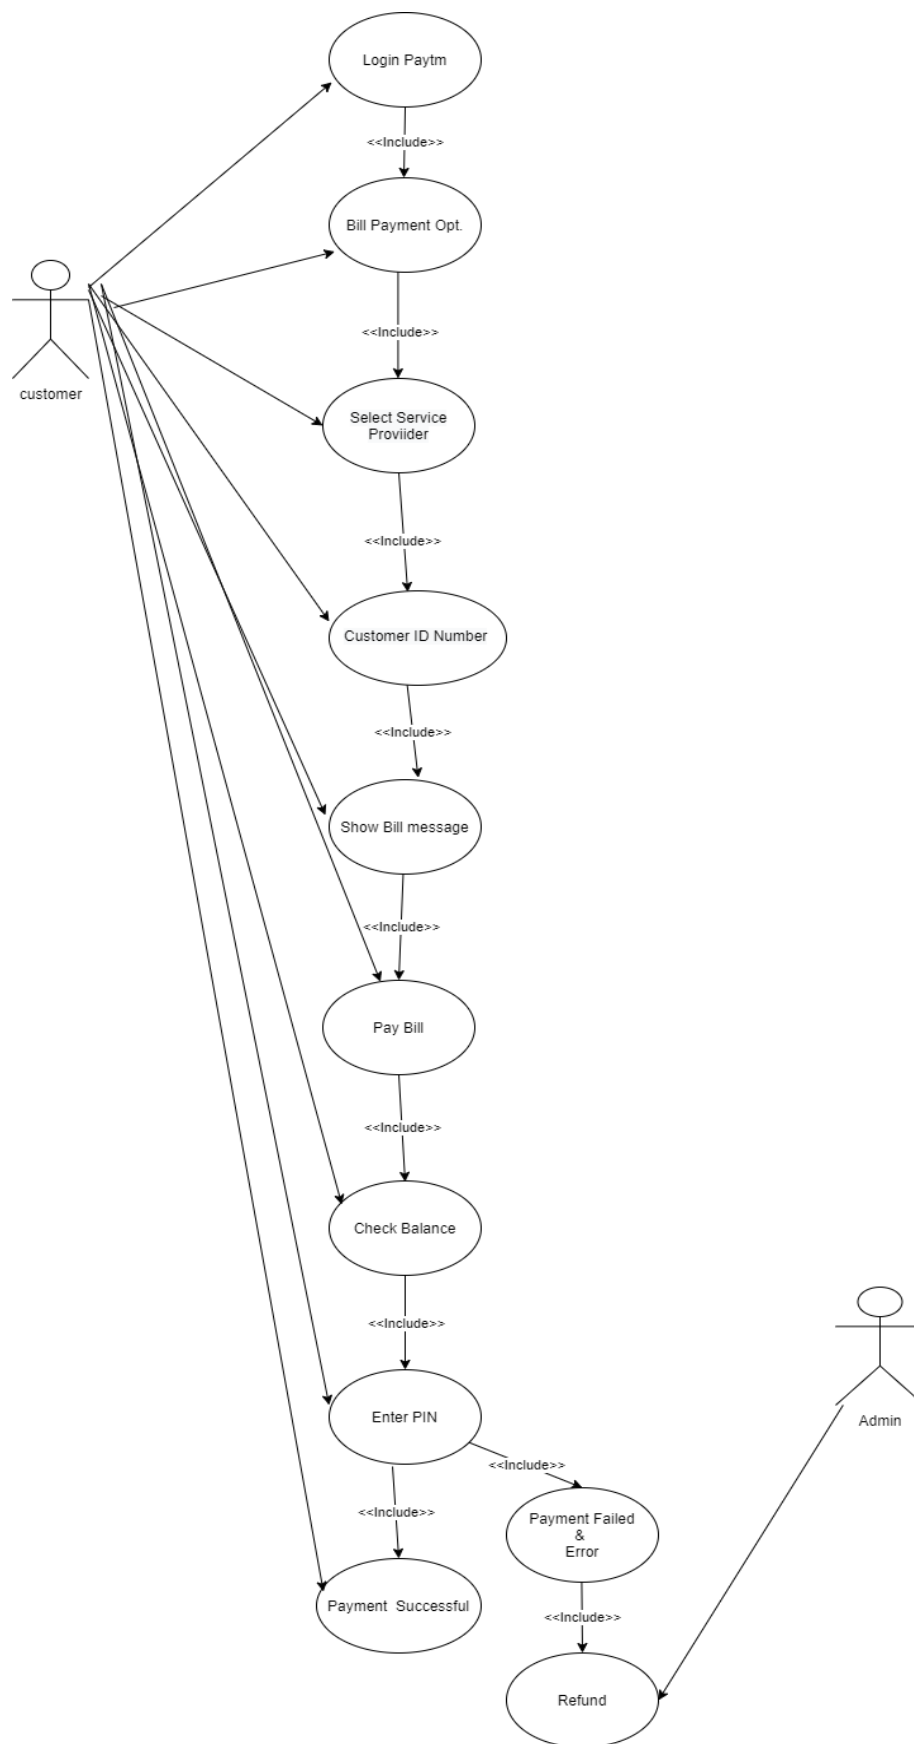 Login Paytm
<<Include>>
Bill Payment Opt.
customer
<<Include>>
Select Service
Proviider
<<Include>>
Customer ID Number
<<Include>>
Show Bill message
<<Include>>
Pay Bill
<<Include>>
Check Balance
<<Include>>
Enter PIN
Admin
<<Include>>
<<Include>>
Payment Failed
&
Error
Payment  Successful
<<Include>>
Refund